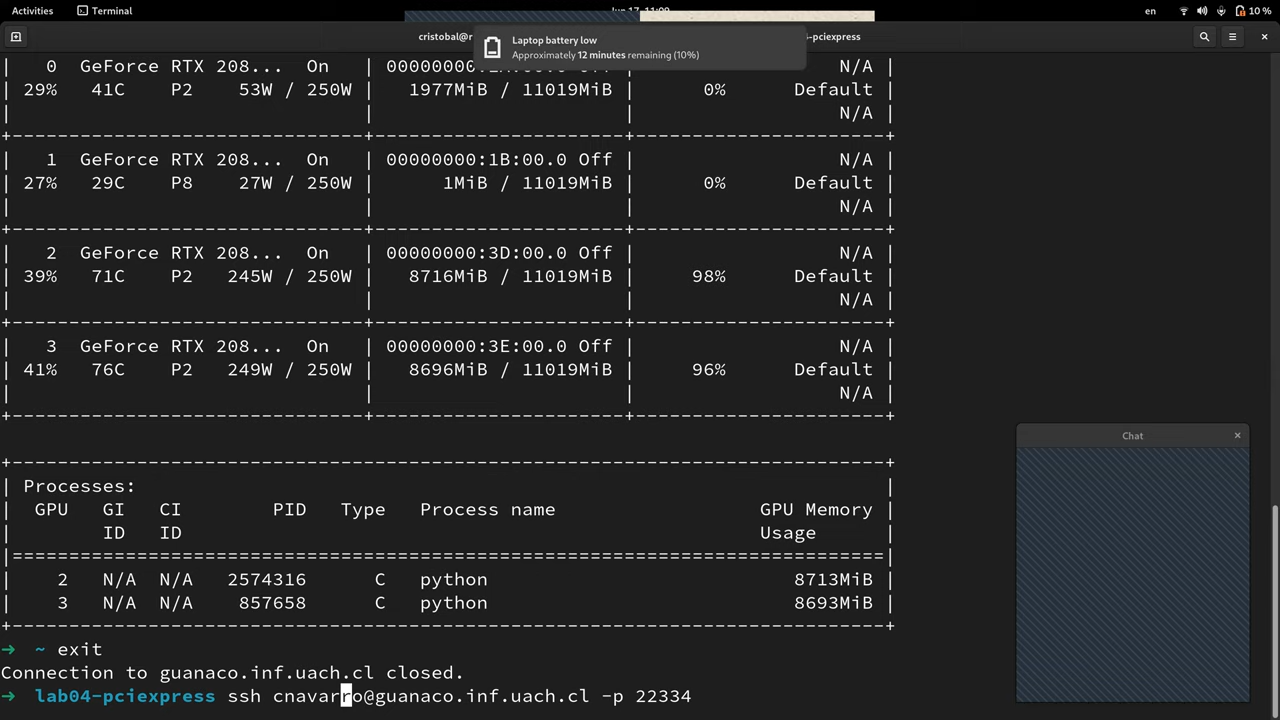 Activities Terminal en 10 %
cristobal@r -pciexpress
Laptop battery low
Approximately 12 minutes remaining (10%)
| 0 GeForce RTX 208... On | N/A |
| 29% 41C P2 53W / 250W | 1977MiB / 11019MiB | 0% Default |
| | | N/A |
+-------------------------------+----------------------+----------------------+
| 1 GeForce RTX 208... On | 00000000:1B:00.0 Off | N/A |
| 27% 29C P8 27W / 250W | 1MiB / 11019MiB | 0% Default |
| | | N/A |
+-------------------------------+----------------------+----------------------+
| 2 GeForce RTX 208... On | 00000000:3D:00.0 Off | N/A |
| 39% 71C P2 245W / 250W | 8716MiB / 11019MiB | 98% Default |
| | | N/A |
+-------------------------------+----------------------+----------------------+
| 3 GeForce RTX 208... On | 00000000:3E:00.0 Off | N/A |
| 41% 76C P2 249W / 250W | 8696MiB / 11019MiB | 96% Default |
| | | N/A |
+-------------------------------+----------------------+----------------------+
Chat
+-----------------------------------------------------------------------------+
| Processes: |
| GPU GI CI PID Type Process name GPU Memory |
| ID ID Usage |
|=============================================================================|
| 2 N/A N/A 2574316 C python 8713MiB |
| 3 N/A N/A 857658 C python 8693MiB |
+-----------------------------------------------------------------------------+
→ ~ exit
Connection to guanaco.inf.uach.cl closed.
→ lab04-pciexpress ssh cnavarro@guanaco.inf.uach.cl -p 22334